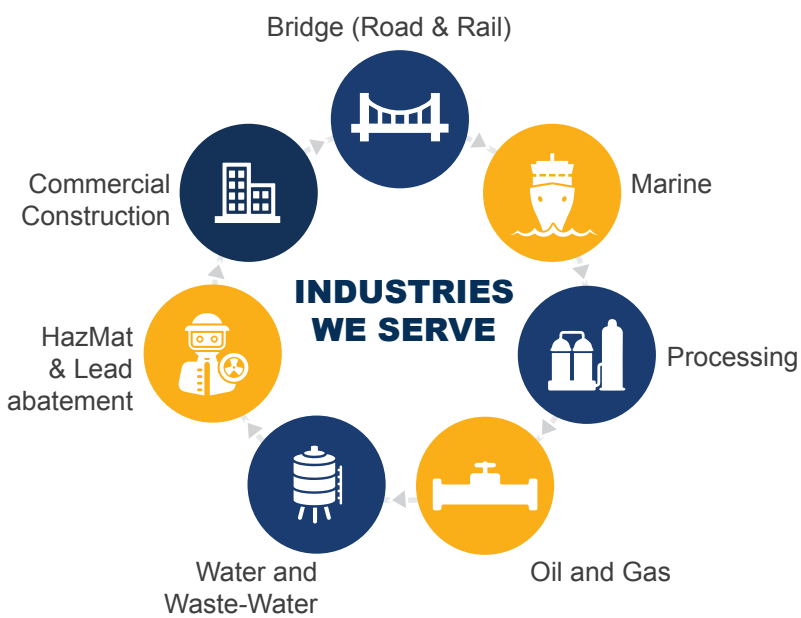 Bridge (Road & Rail)
Marine
Processing
Oil and Gas
Water and
Waste-Water
HazMat
& Lead
abatement
Commercial
Construction
INDUSTRIES
WE SERVE